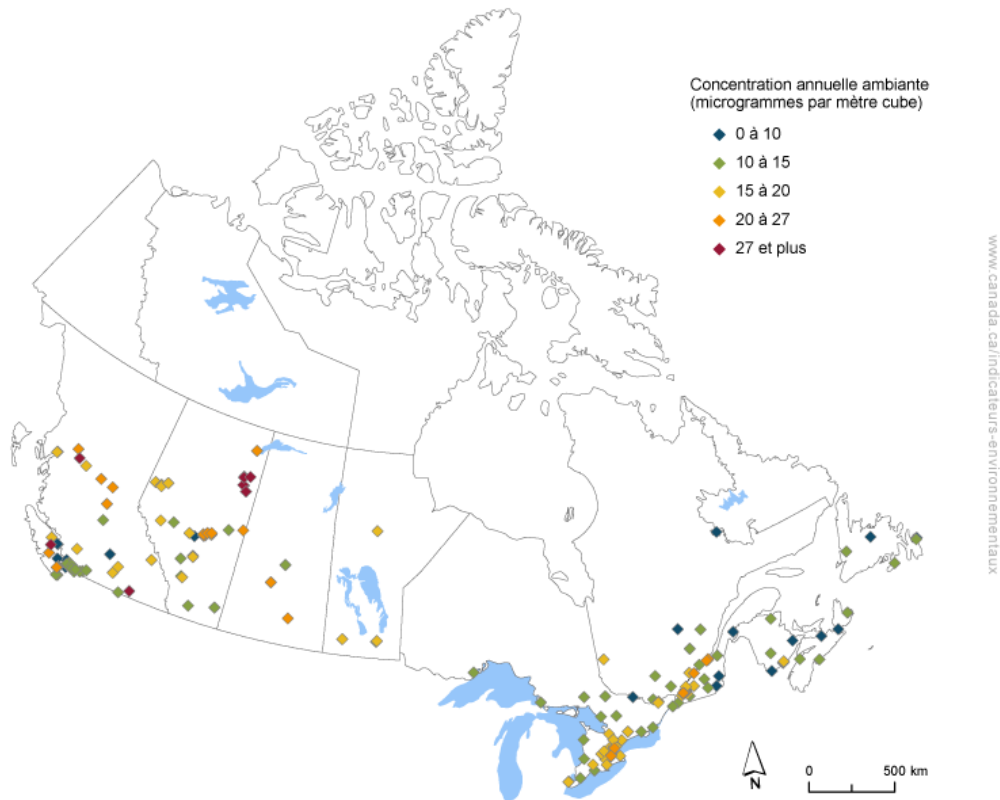 Concentration annuelle ambiante
(microgrammes par mètre cube)
0 à 10
10 à 15
15 à 20
20 à 27
27 et plus
www.canada.ca/indicateurs-environnementaux
N
0 500 km